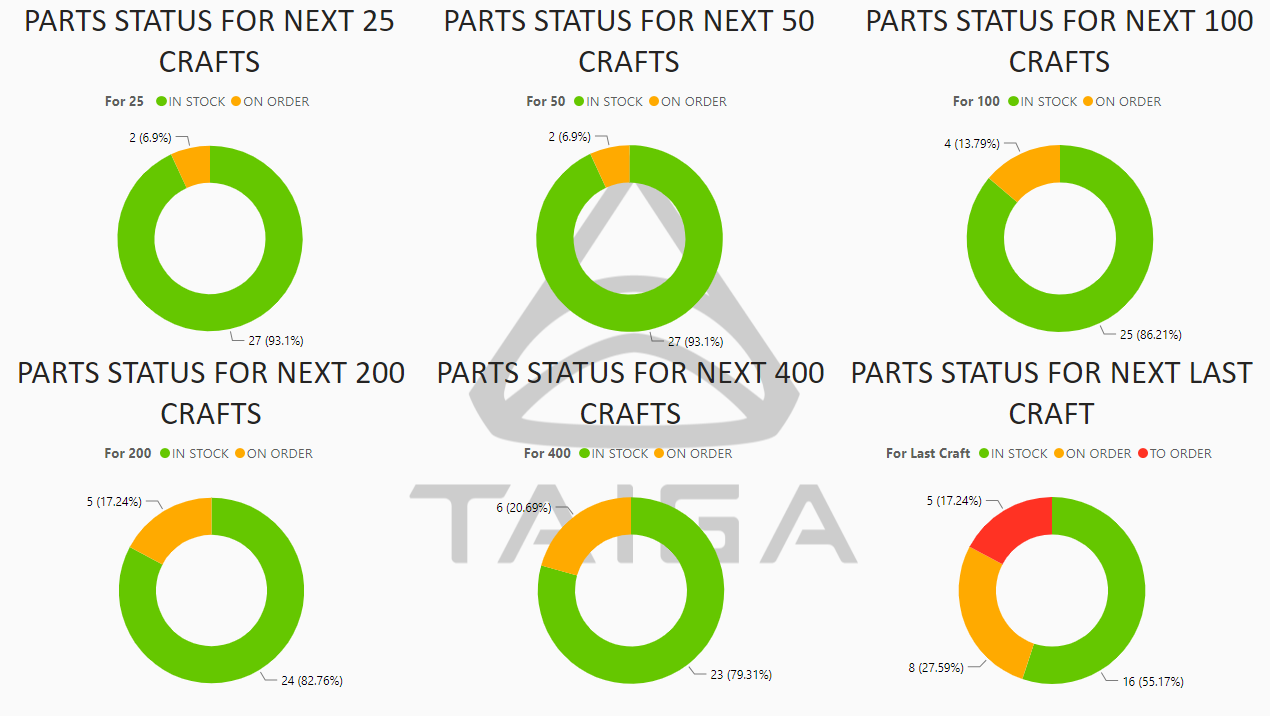 PARTS STATUS FOR NEXT 25
CRAFTS
For 25 IN STOCK ON ORDER
2 (6.9%)
27 (93.1%)
PARTS STATUS FOR NEXT 50
CRAFTS
For 50 IN STOCK ON ORDER
2 (6.9%)
27 (93.1%)
PARTS STATUS FOR NEXT 100
CRAFTS
For 100 IN STOCK ON ORDER
4 (13.79%)
25 (86.21%)
PARTS STATUS FOR NEXT 200
CRAFTS
For 200 IN STOCK ON ORDER
5 (17.24%)
24 (82.76%)
PARTS STATUS FOR NEXT 400
CRAFTS
For 400 IN STOCK ON ORDER
6 (20.69%)
23 (79.31%)
PARTS STATUS FOR NEXT LAST
CRAFT
For Last Craft IN STOCK ON ORDER TO ORDER
5 (17.24%)
8 (27.59%)
16 (55.17%)
TAIGA